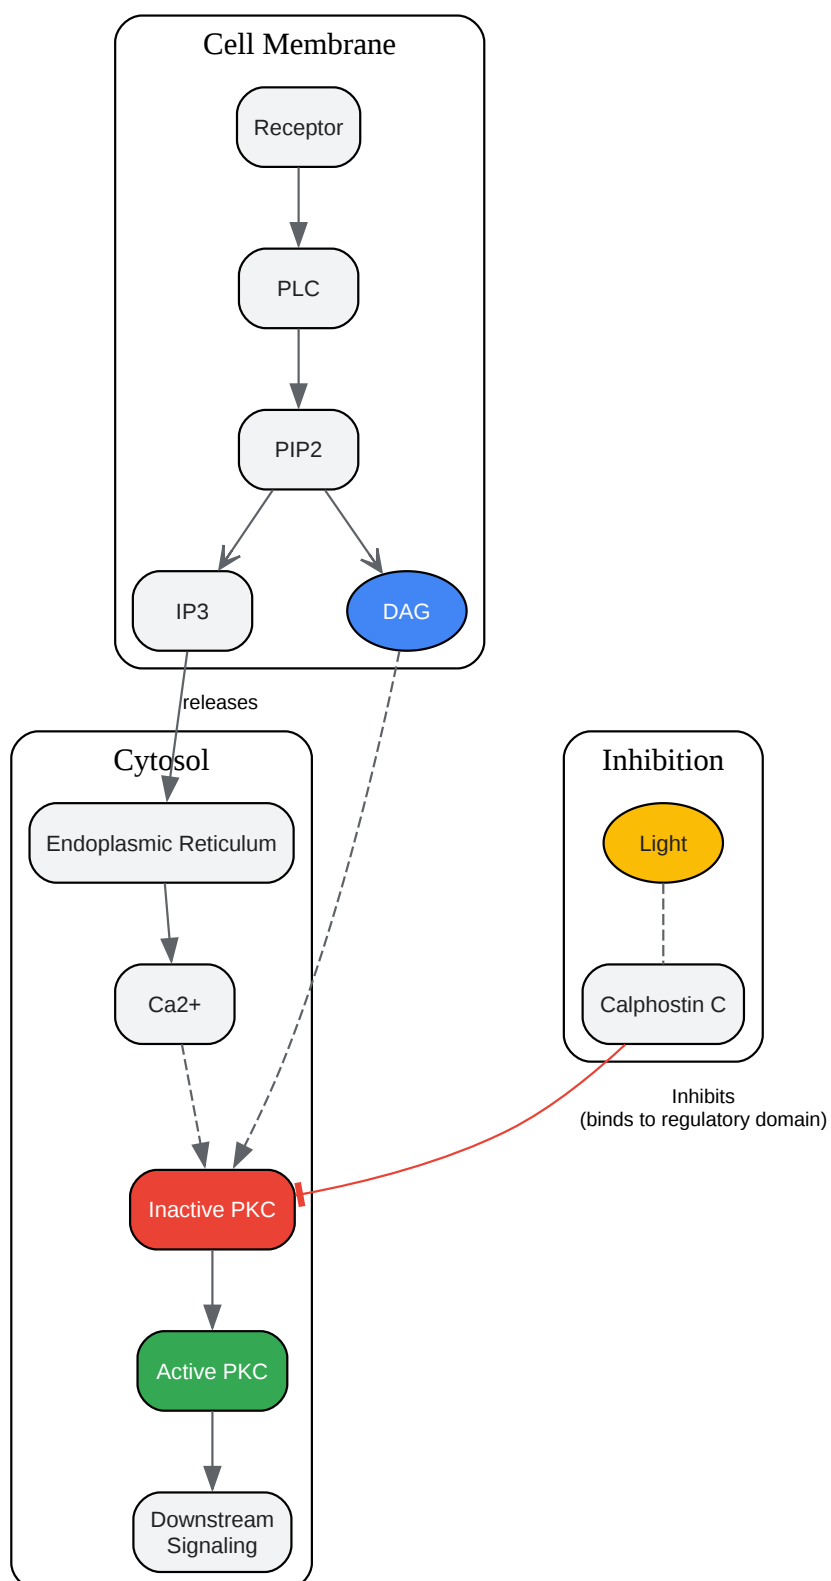 Cell Membrane
Receptor
PLC
PIP2
IP3
DAG
releases
Cytosol
Inhibition
Endoplasmic Reticulum
Light
Ca2+
Calphostin C
Inhibits
(binds to regulatory domain)
Inactive PKC
Active PKC
Downstream
Signaling